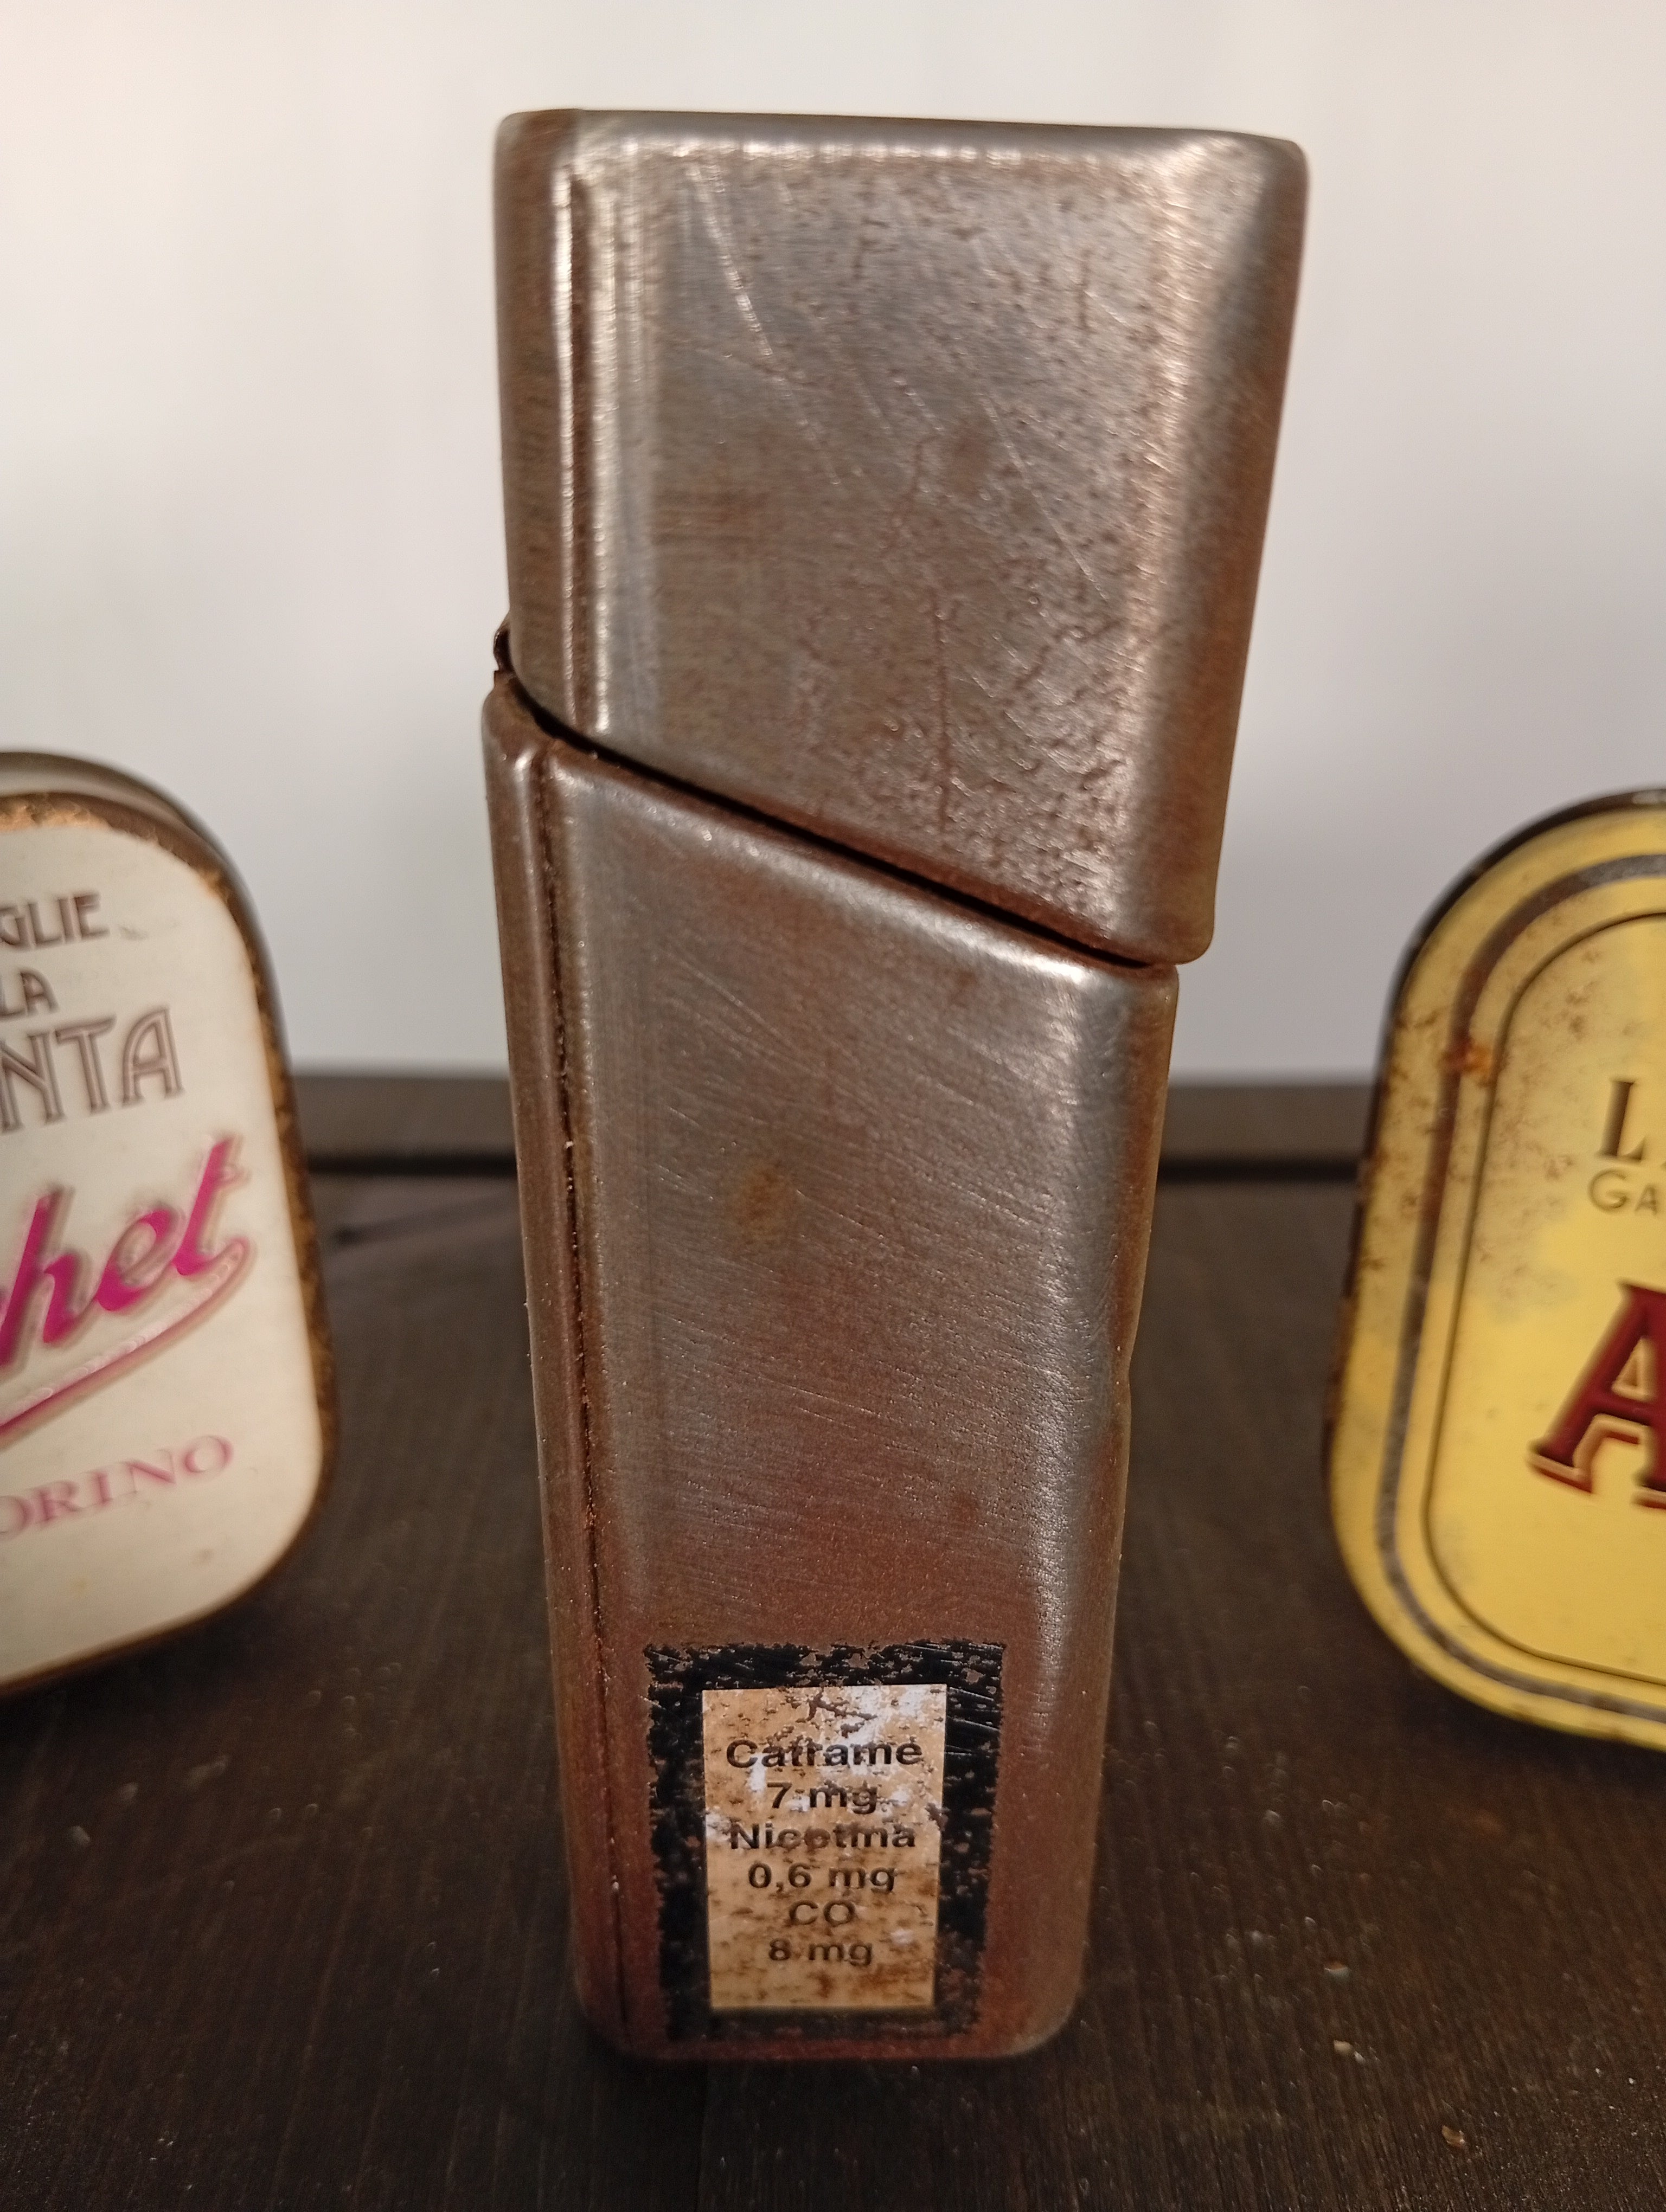 GLIE
LA
NTA
het
ORINO
Catrame
7 mg
Nicotina
0,6 mg
CO
8 mg
L
GA
A